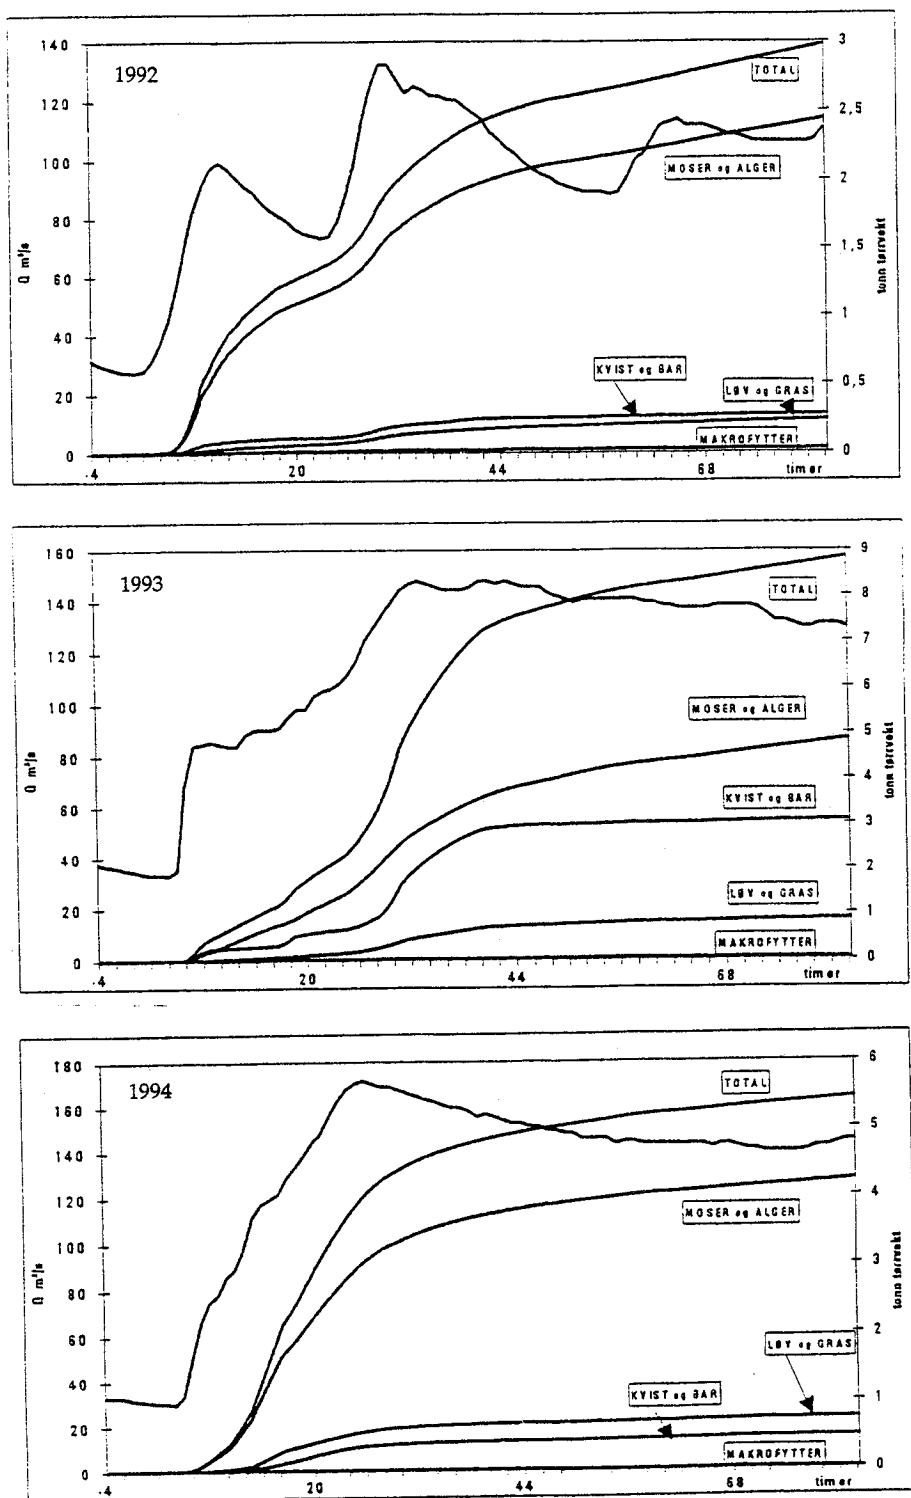 1992
140
120
100
80
60
40
20
0
Q m³/s
3
2,5
2
1,5
1
0,5
0
tonn tørrvekt
TOTAL
MOSER og ALGER
KVIST og BAR
LØV og GRAS
MAKROFYTTER
-4 20 44 68 timer
1993
160
140
120
100
80
60
40
20
0
Q m³/s
9
8
7
6
5
4
3
2
1
0
tonn tørrvekt
TOTAL
MOSER og ALGER
KVIST og BAR
LØV og GRAS
MAKROFYTTER
-4 20 44 68 timer
1994
180
160
140
120
100
80
60
40
20
0
Q m³/s
6
5
4
3
2
1
0
tonn tørrvekt
TOTAL
MOSER og ALGER
LØV og GRAS
KVIST og BAR
MAKROFYTTER
-4 20 44 68 timer